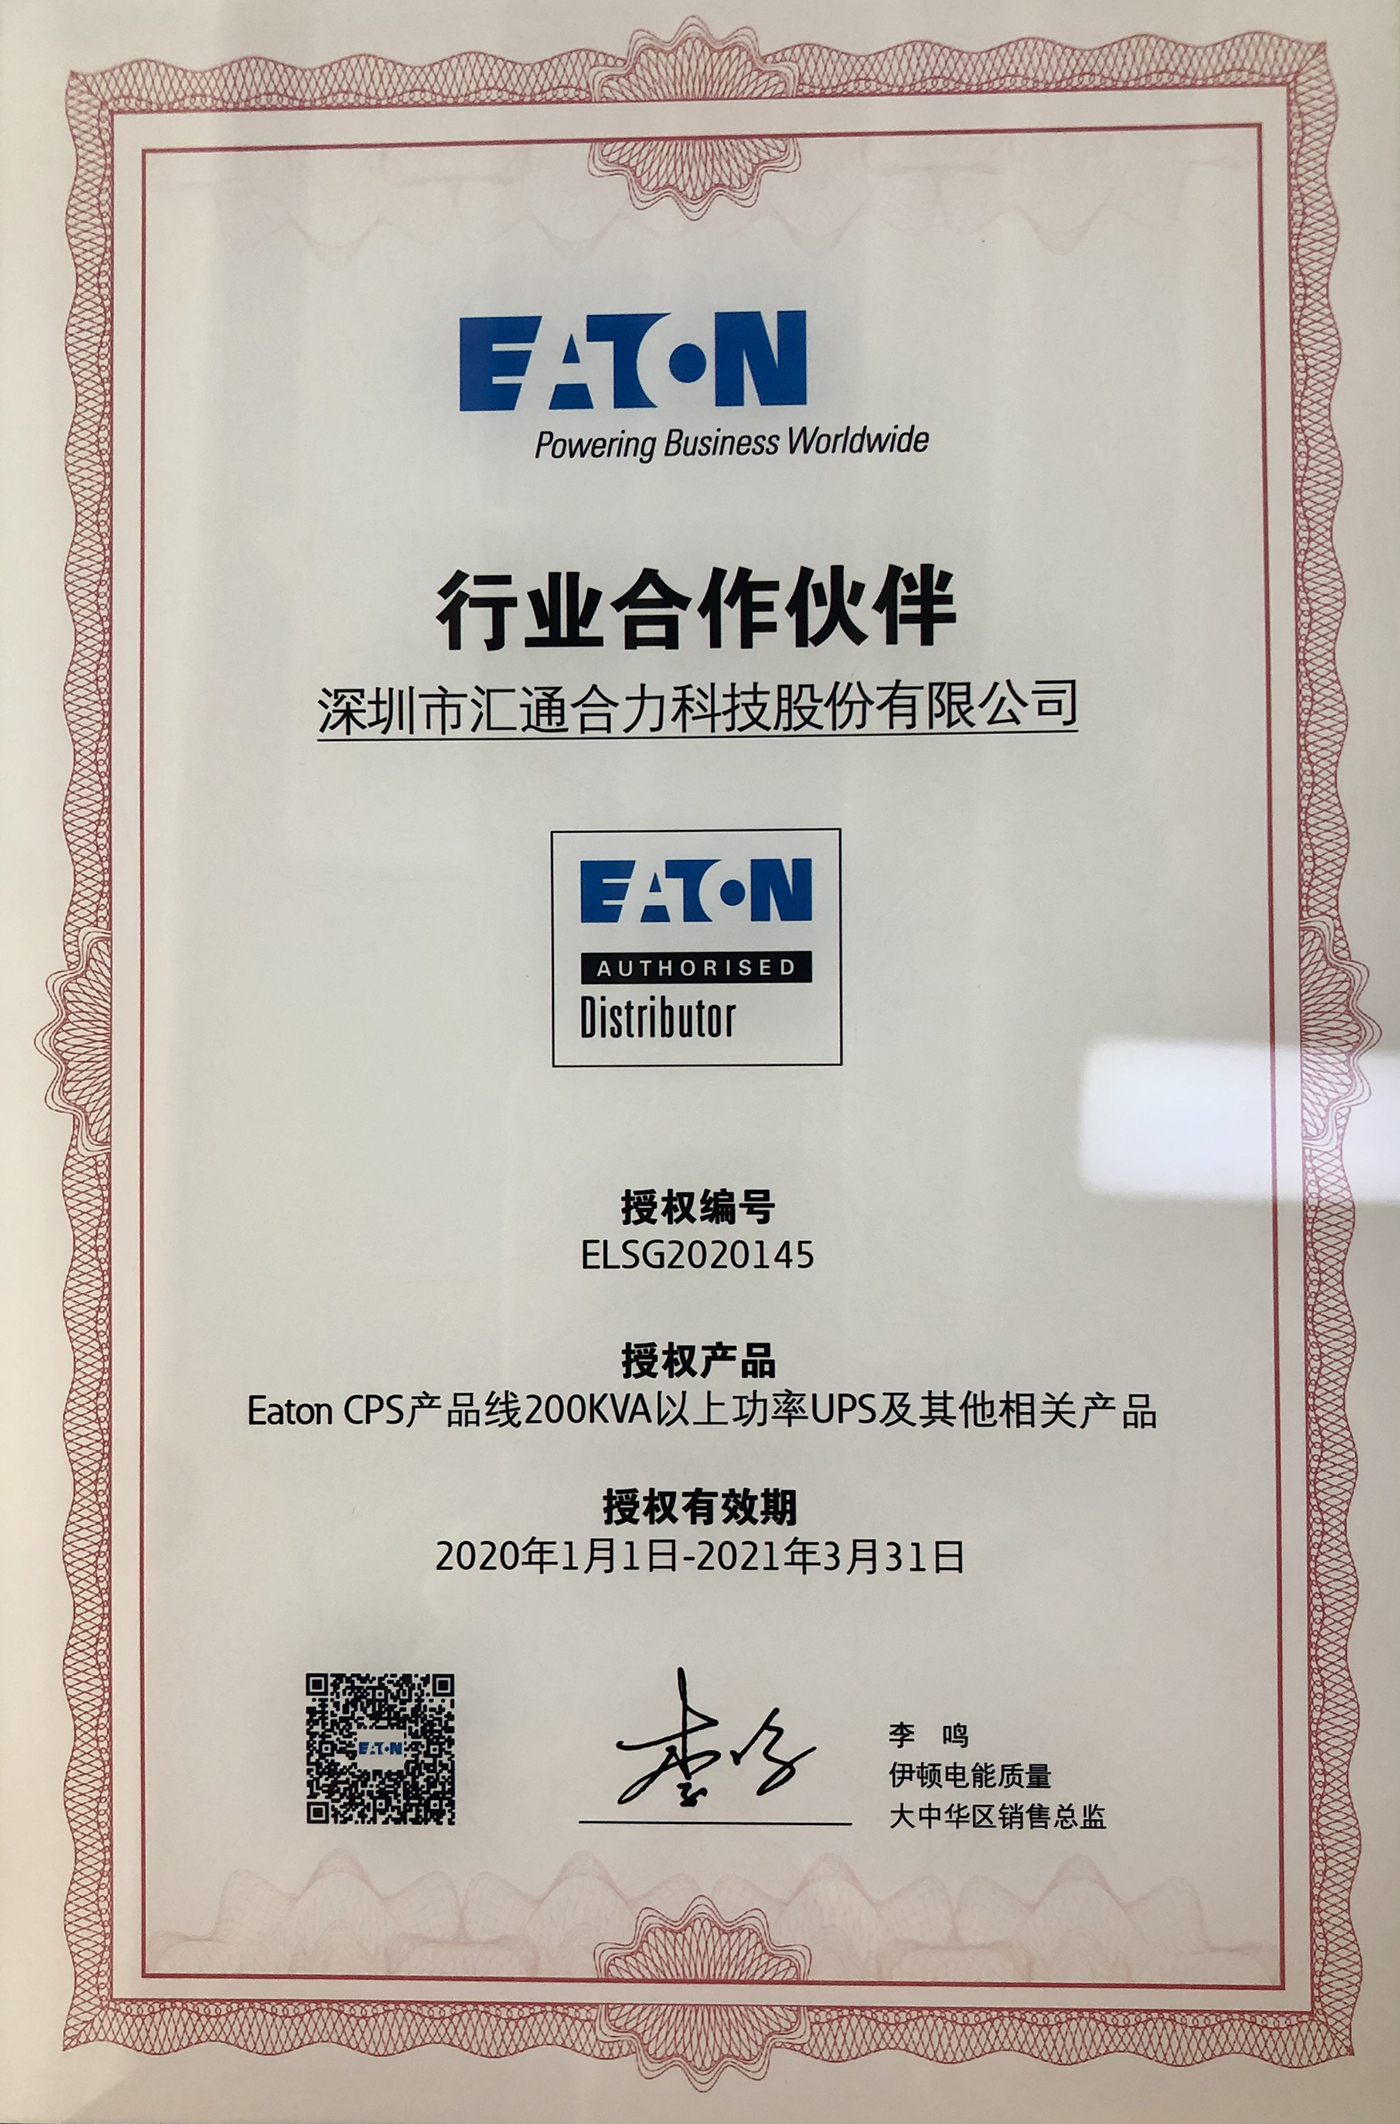 EATON
Powering Business Worldwide
行业合作伙伴
深圳市汇通合力科技股份有限公司
EATON
AUTHORISED
Distributor
授权编号
ELSG2020145
授权产品
Eaton CPS产品线200KVA以上功率UPS及其他相关产品
授权有效期
2020年1月1日-2021年3月31日
EATON
李鸣
李 鸣
伊顿电能质量
大中华区销售总监